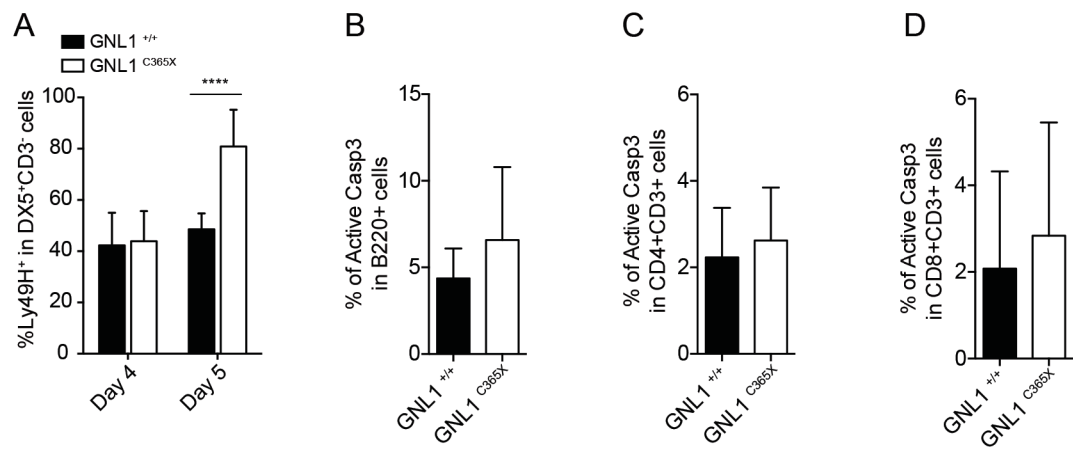 A
GNL1 +/+
GNL1 C365X
%Ly49H+ in DX5+CD3- cells
100
80
60
40
20
0
****
Day 4
Day 5
B
% of Active Casp3
in B220+ cells
15
10
5
0
GNL1 +/+
GNL1 C365X
C
% of Active Casp3
in CD4+CD3+ cells
6
4
2
0
GNL1 +/+
GNL1 C365X
D
% of Active Casp3
in CD8+CD3+ cells
6
4
2
0
GNL1 +/+
GNL1 C365X